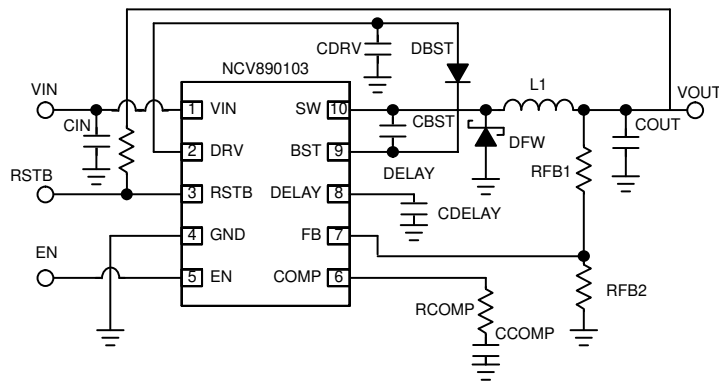 CDRV
DBST
NCV890103
L1
VIN
VOUT
1 VIN
SW 10
CIN
CBST
DFW
COUT
2 DRV
BST 9
DELAY
RFB1
RSTB
3 RSTB
DELAY 8
CDELAY
4 GND
FB 7
EN
5 EN
COMP 6
RCOMP
RFB2
CCOMP